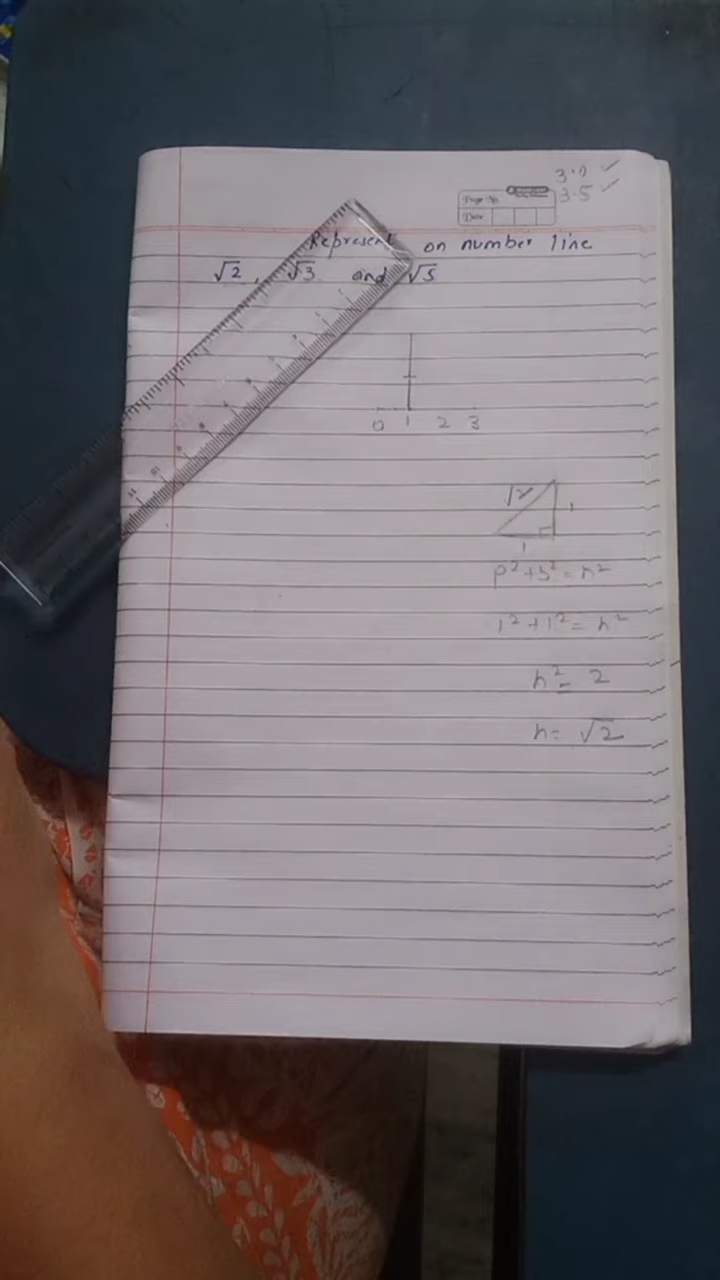 3.2 ✓
3.5 ✓
Page No.
Date
Represent on number line
√2, √3 and √5
0 1 2 3
√2 1
1
p² + b² = h²
1² + 1² = h²
h² = 2
h = √2